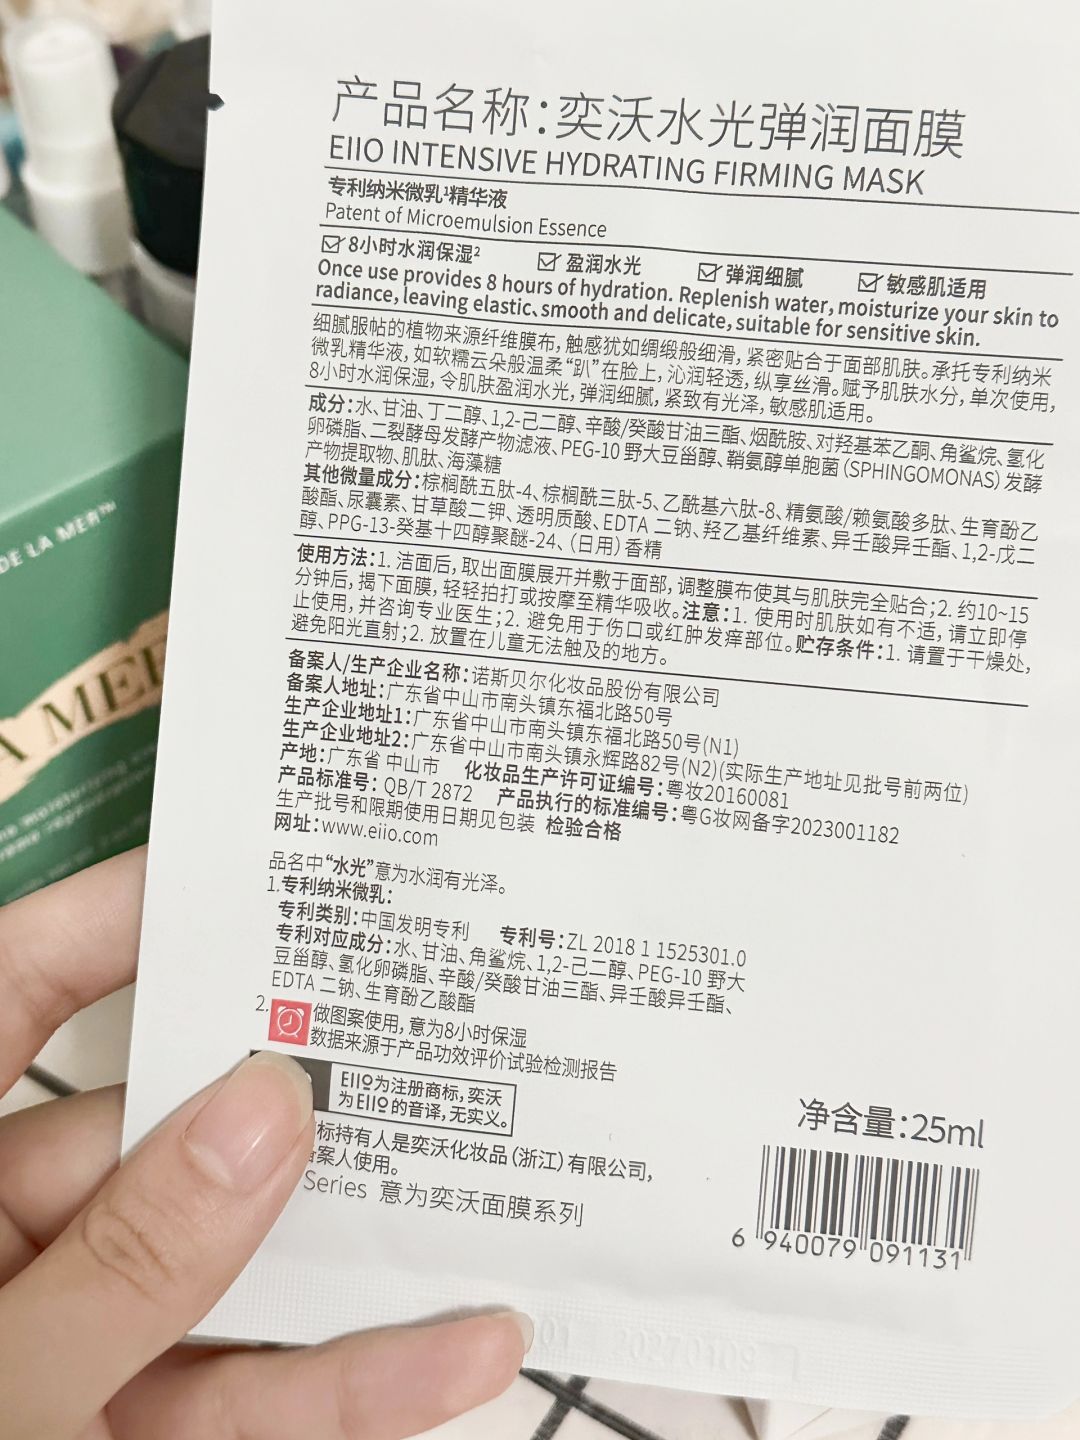 产品名称：奕沃水光弹润面膜
EIIO INTENSIVE HYDRATING FIRMING MASK
专利纳米微乳¹精华液
Patent of Microemulsion Essence
☑8小时水润保湿² ☑盈润水光 ☑弹润细腻 ☑敏感肌适用
Once use provides 8 hours of hydration. Replenish water, moisturize your skin to
radiance, leaving elastic、smooth and delicate, suitable for sensitive skin.
细腻服帖的植物来源纤维膜布，触感犹如绸缎般细滑，紧密贴合于面部肌肤。承托专利纳米
微乳精华液，如软糯云朵般温柔“趴”在脸上，沁润轻透，纵享丝滑。赋予肌肤水分，单次使用，
8小时水润保湿，令肌肤盈润水光，弹润细腻，紧致有光泽，敏感肌适用。
成分：水、甘油、丁二醇、1,2-己二醇、辛酸/癸酸甘油三酯、烟酰胺、对羟基苯乙酮、角鲨烷、氢化
卵磷脂、二裂酵母发酵产物滤液、PEG-10 野大豆甾醇、鞘氨醇单胞菌（SPHINGOMONAS）发酵
产物提取物、肌肽、海藻糖
其他微量成分：棕榈酰五肽-4、棕榈酰三肽-5、乙酰基六肽-8、精氨酸/赖氨酸多肽、生育酚乙
酸酯、尿囊素、甘草酸二钾、透明质酸、EDTA 二钠、羟乙基纤维素、异壬酸异壬酯、1,2-戊二
醇、PPG-13-癸基十四醇聚醚-24、（日用）香精
使用方法：1. 洁面后，取出面膜展开并敷于面部，调整膜布使其与肌肤完全贴合；2. 约10~15
分钟后，揭下面膜，轻轻拍打或按摩至精华吸收。注意：1. 使用时肌肤如有不适，请立即停
止使用，并咨询专业医生；2. 避免用于伤口或红肿发痒部位。贮存条件：1. 请置于干燥处，
避免阳光直射；2. 放置在儿童无法触及的地方。
备案人/生产企业名称：诺斯贝尔化妆品股份有限公司
备案人地址：广东省中山市南头镇东福北路50号
生产企业地址1：广东省中山市南头镇东福北路50号(N1)
生产企业地址2：广东省中山市南头镇永辉路82号(N2)(实际生产地址见批号前两位)
产地：广东省 中山市 化妆品生产许可证编号：粤妆20160081
产品标准号：QB/T 2872 产品执行的标准编号：粤G妆网备字2023001182
生产批号和限期使用日期见包装 检验合格
网址：www.eiio.com
品名中“水光”意为水润有光泽。
1.专利纳米微乳：
专利类别：中国发明专利 专利号：ZL 2018 1 1525301.0
专利对应成分：水、甘油、角鲨烷、1,2-己二醇、PEG-10 野大
豆甾醇、氢化卵磷脂、辛酸/癸酸甘油三酯、异壬酸异壬酯、
EDTA 二钠、生育酚乙酸酯
2. 做图案使用，意为8小时保湿
数据来源于产品功效评价试验检测报告
EIIO为注册商标，奕沃
为EIIO的音译，无实义。
标持有人是奕沃化妆品（浙江）有限公司，
案人使用。
Series 意为奕沃面膜系列
净含量：25ml
6 940079 091131
01 20270109
DE LA MER™
A MER